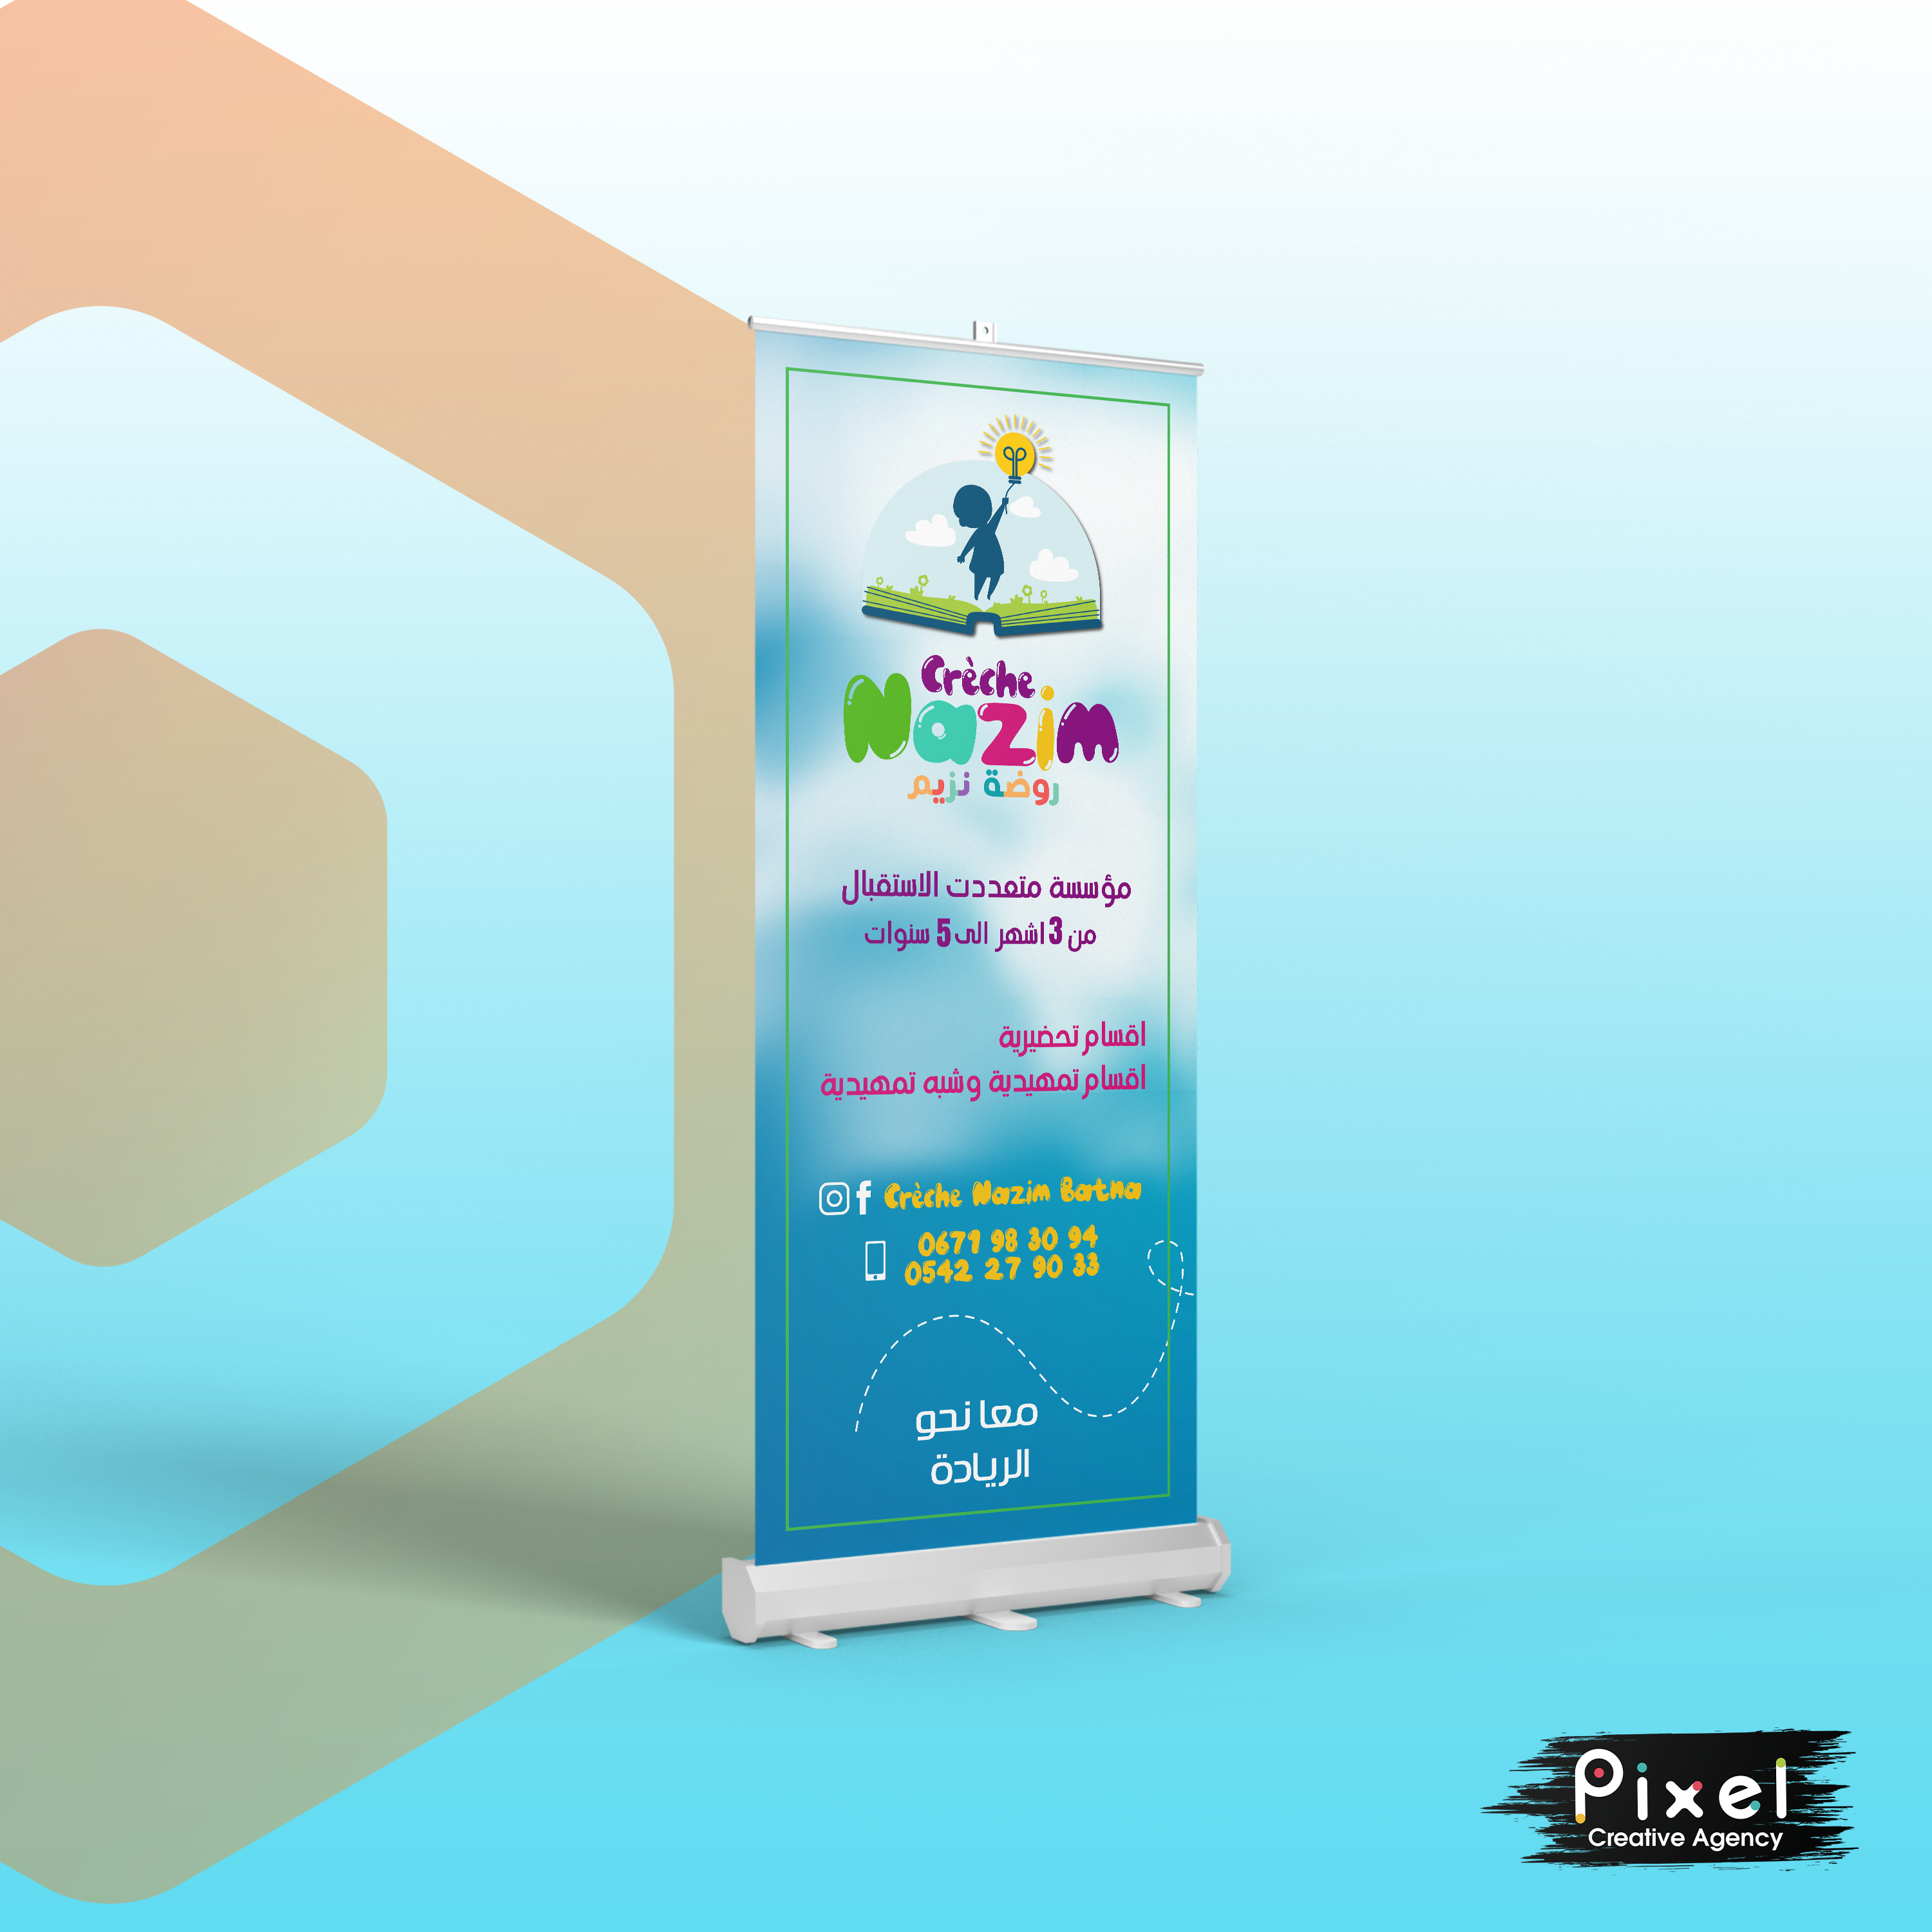 Crèche
Nazim
روضة نزيم
مؤسسة متعددت الاستقبال
من 3 اشهر الى 5 سنوات
اقسام تحضيرية
اقسام تمهيدية وشبه تمهيدية
Crèche Nazim Batna
0671 98 30 94
0542 27 90 33
معا نحو
الريادة
Pixel
Creative Agency